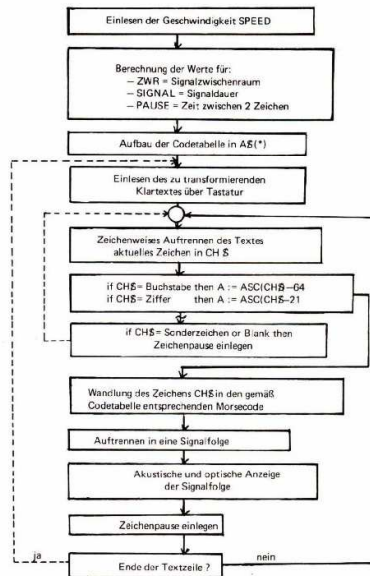 Einlesen der Geschwindigkeit SPEED
Berechnung der Werte für:
– ZWR = Signalzwischenraum
– SIGNAL = Signaldauer
– PAUSE = Zeit zwischen 2 Zeichen
Aufbau der Codetabelle in A$(*)
Einlesen des zu transformierenden
Klartextes über Tastatur
Zeichenweises Auftrennen des Textes
aktuelles Zeichen in CH $
if CH$ = Buchstabe then A := ASC(CH$)–64
if CH$ = Ziffer then A := ASC(CH$–21
if CH$ = Sonderzeichen or Blank then
Zeichenpause einlegen
Wandlung des Zeichens CH$ in den gemäß
Codetabelle entsprechenden Morsecode
Auftrennen in eine Signalfolge
Akustische und optische Anzeige
der Signalfolge
Zeichenpause einlegen
ja
Ende der Textzeile ?
nein